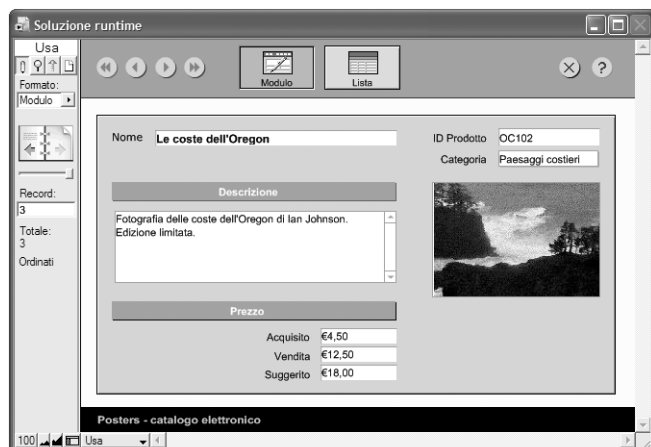 Soluzione runtime
Usa
Formato:
Modulo
Record:
3
Totale:
3
Ordinati
Modulo
Lista
?
Nome Le coste dell'Oregon
ID Prodotto OC102
Categoria Paesaggi costieri
Descrizione
Fotografia delle coste dell'Oregon di Ian Johnson.
Edizione limitata.
Prezzo
Acquisito €4,50
Vendita €12,50
Suggerito €18,00
Posters - catalogo elettronico
100 Usa